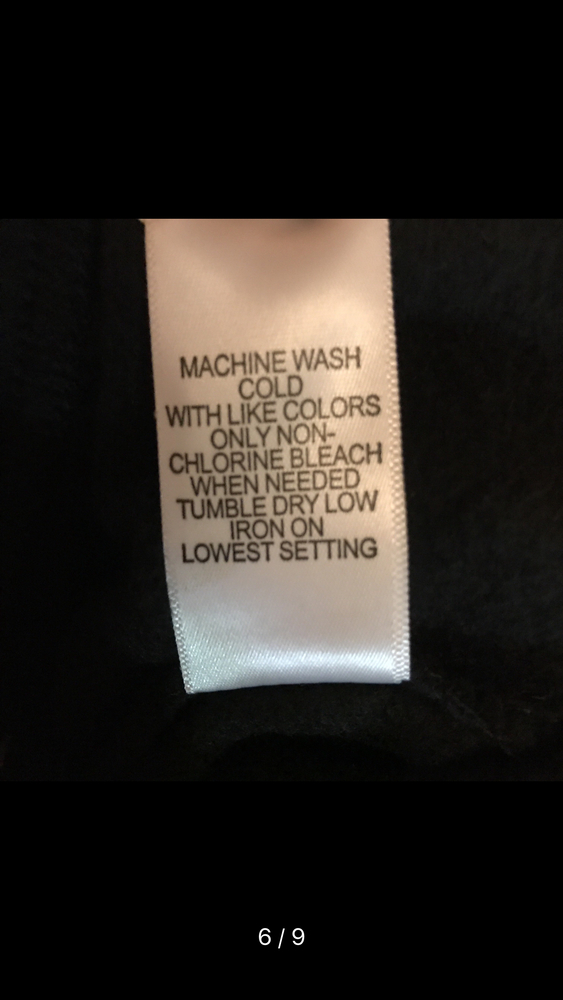 MACHINE WASH
COLD
WITH LIKE COLORS
ONLY NON-
CHLORINE BLEACH
WHEN NEEDED
TUMBLE DRY LOW
IRON ON
LOWEST SETTING
6 / 9